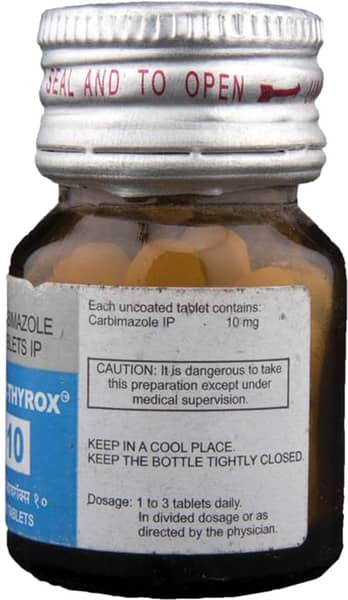 SEAL AND TO OPEN
BIMAZOLE
BLETS IP
-THYROX
10
TABLETS
Each uncoated tablet contains:
Carbimazole IP 10 mg
CAUTION: It is dangerous to take
this preparation except under
medical supervision.
KEEP IN A COOL PLACE.
KEEP THE BOTTLE TIGHTLY CLOSED.
Dosage: 1 to 3 tablets daily.
In divided dosage or as
directed by the physician.